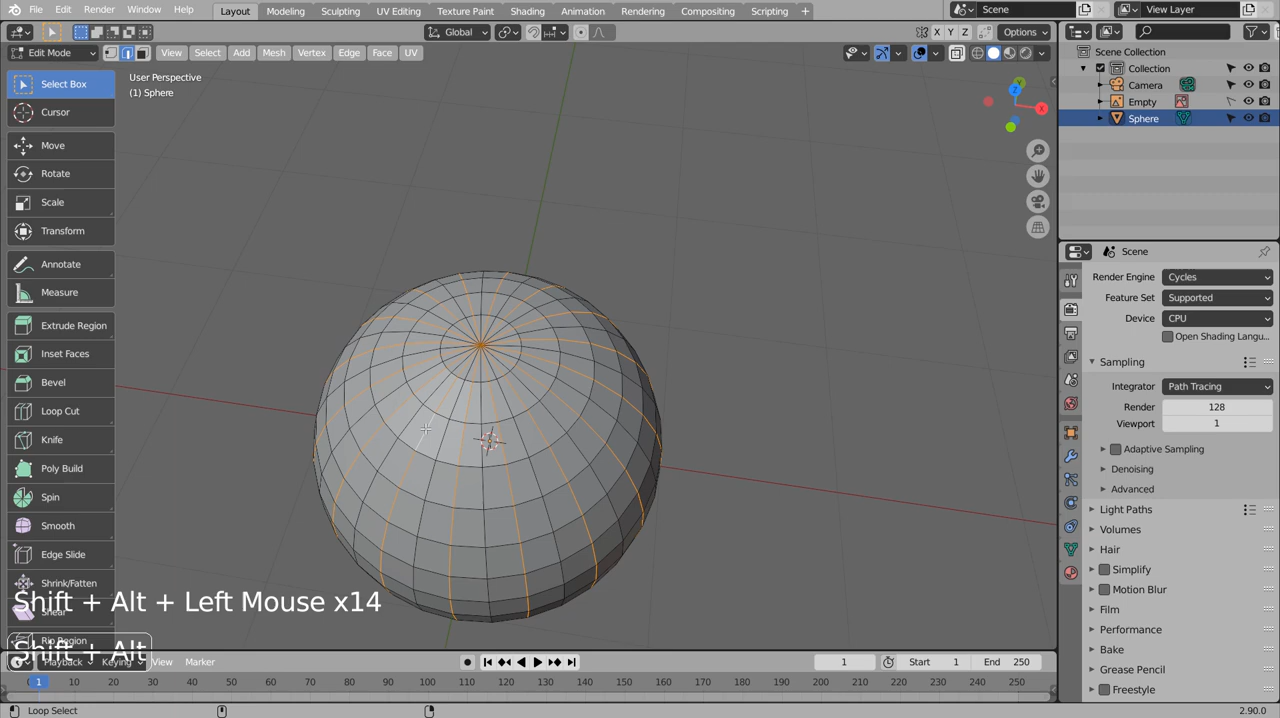 File Edit Render Window Help Layout Modeling Sculpting UV Editing Texture Paint Shading Animation Rendering Compositing Scripting + Scene View Layer
Global Options
Edit Mode View Select Add Mesh Vertex Edge Face UV X Y Z
User Perspective
(1) Sphere
Select Box
Cursor
Move
Rotate
Scale
Transform
Annotate
Measure
Extrude Region
Inset Faces
Bevel
Loop Cut
Knife
Poly Build
Spin
Smooth
Edge Slide
Shrink/Fatten
Shear
Rip Region
Z
X
Y
Shift + Alt + Left Mouse x14
Shift + Alt
Scene Collection
Collection
Camera
Empty
Sphere
Scene
Render Engine Cycles
Feature Set Supported
Device CPU
Open Shading Langu...
Sampling
Integrator Path Tracing
Render 128
Viewport 1
Adaptive Sampling
Denoising
Advanced
Light Paths
Volumes
Hair
Simplify
Motion Blur
Film
Performance
Bake
Grease Pencil
Freestyle
Playback Keying View Marker 1 Start 1 End 250
1 10 20 30 40 50 60 70 80 90 100 110 120 130 140 150 160 170 180 190 200 210 220 230 240 250
Loop Select 2.90.0